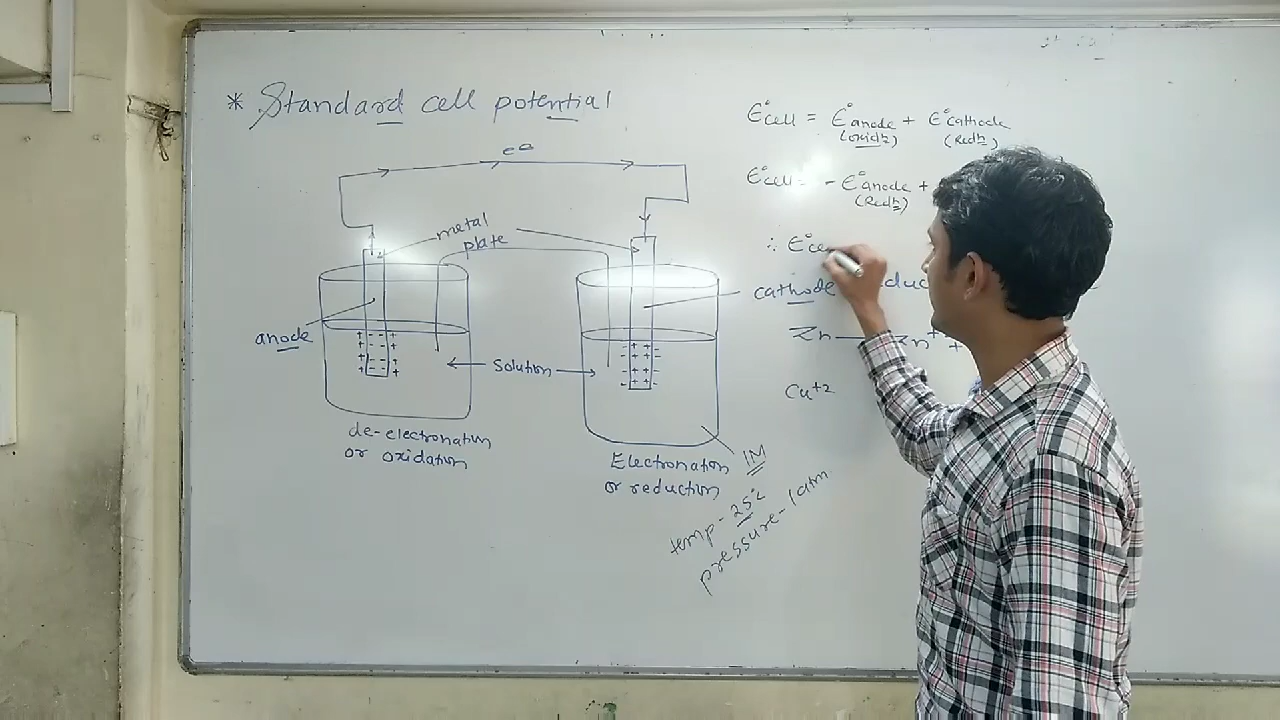 * Standard cell potential
E°cell = E°anode + E°cathode
(oxidn) (Redn)
E°cell = - E°anode +
(Redn)
∴ E°ce
e⊖
metal
plate
cathode
anode
Zn
Cu+2
solution
de-electronation
or oxidation
Electronation
or reduction
1M
temp - 25°c
pressure - 1atm